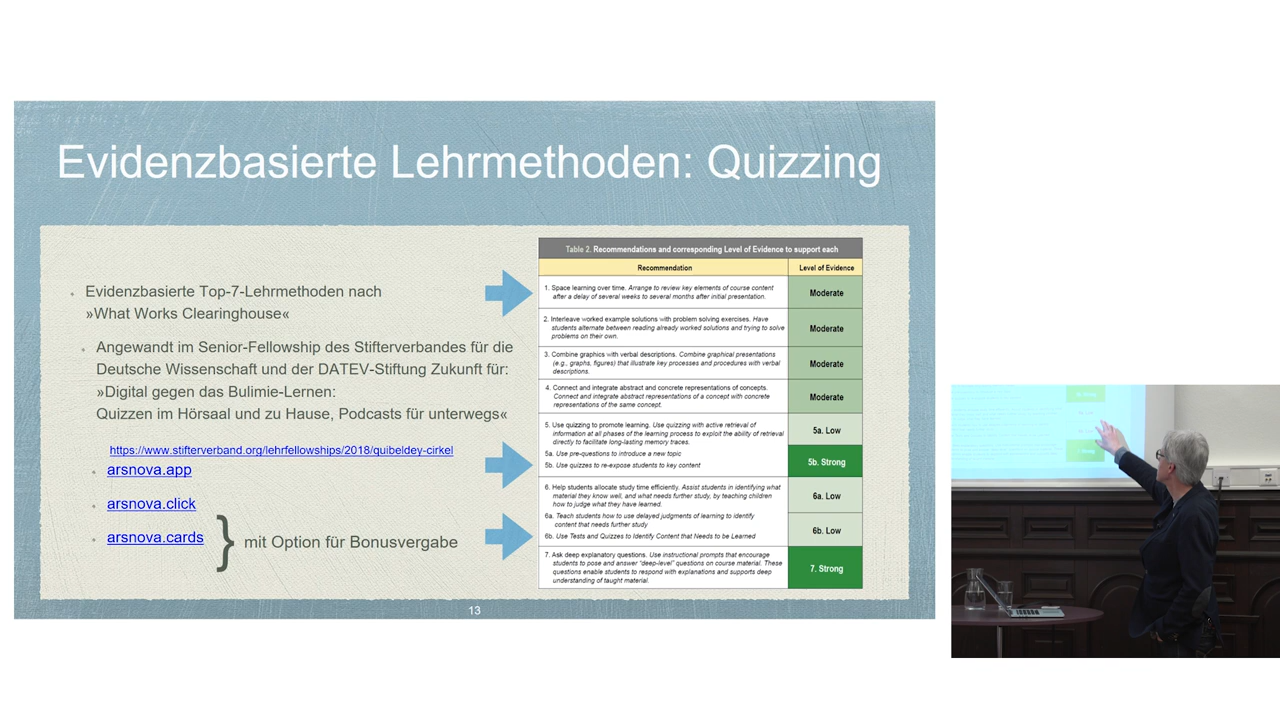 Evidenzbasierte Lehrmethoden: Quizzing
Evidenzbasierte Top-7-Lehrmethoden nach
»What Works Clearinghouse«
Angewandt im Senior-Fellowship des Stifterverbandes für die
Deutsche Wissenschaft und der DATEV-Stiftung Zukunft für:
»Digital gegen das Bulimie-Lernen:
Quizzen im Hörsaal und zu Hause, Podcasts für unterwegs«
https://www.stifterverband.org/lehrfellowships/2018/quibeldey-cirkel
arsnova.app
arsnova.click
arsnova.cards
mit Option für Bonusvergabe
Table 2. Recommendations and corresponding Level of Evidence to support each
Recommendation Level of Evidence
1. Space learning over time. Arrange to review key elements of course content
after a delay of several weeks to several months after initial presentation.
Moderate
2. Interleave worked example solutions with problem solving exercises. Have
students alternate between reading already worked solutions and trying to solve
problems on their own.
Moderate
3. Combine graphics with verbal descriptions. Combine graphical presentations
(e.g., graphs, figures) that illustrate key processes and procedures with verbal
descriptions.
Moderate
4. Connect and integrate abstract and concrete representations of concepts.
Connect and integrate abstract representations of a concept with concrete
representations of the same concept.
Moderate
5. Use quizzing to promote learning. Use quizzing with active retrieval of
information at all phases of the learning process to exploit the ability of retrieval
directly to facilitate long-lasting memory traces.
5a. Low
5a. Use pre-questions to introduce a new topic
5b. Use quizzes to re-expose students to key content
5b. Strong
6. Help students allocate study time efficiently. Assist students in identifying what
material they know well, and what needs further study, by teaching children
how to judge what they have learned.
6a. Low
6a. Teach students how to use delayed judgments of learning to identify
content that needs further study
6b. Use Tests and Quizzes to Identify Content that Needs to be Learned
6b. Low
7. Ask deep explanatory questions. Use instructional prompts that encourage
students to pose and answer "deep-level" questions on course material. These
questions enable students to respond with explanations and supports deep
understanding of taught material.
7. Strong
13